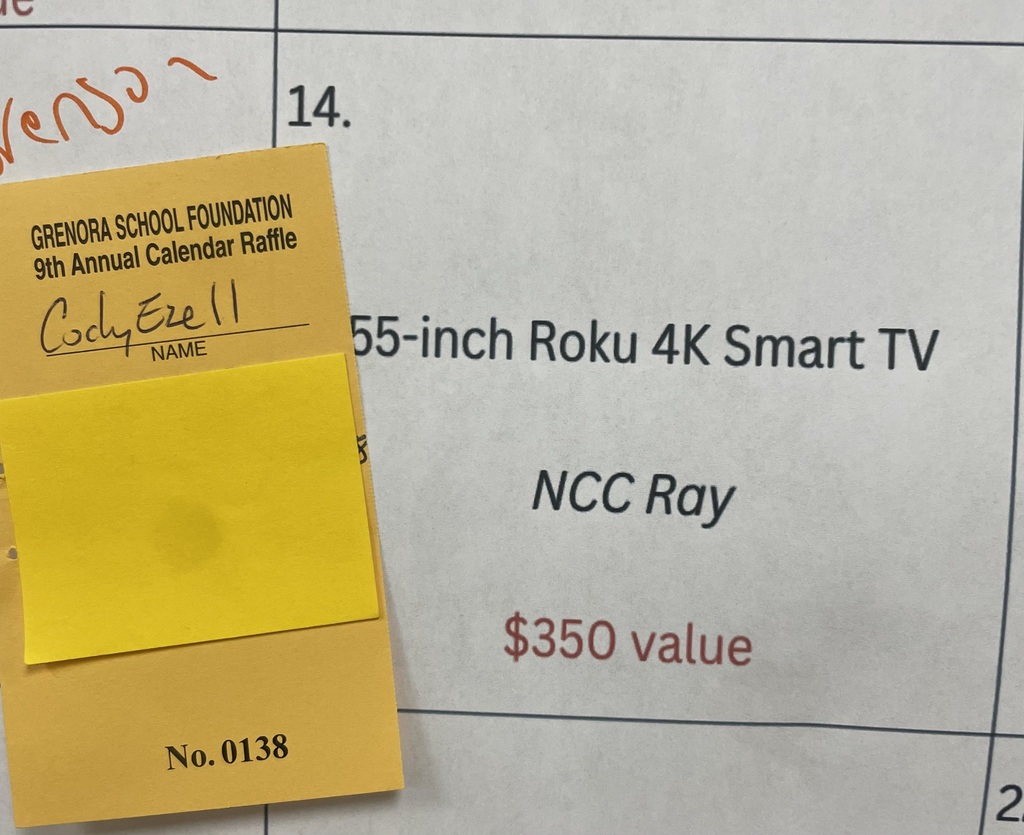 14.
GRENORA SCHOOL FOUNDATION
9th Annual Calendar Raffle
Cody Ezell
NAME
No. 0138
55-inch Roku 4K Smart TV
NCC Ray
$350 value